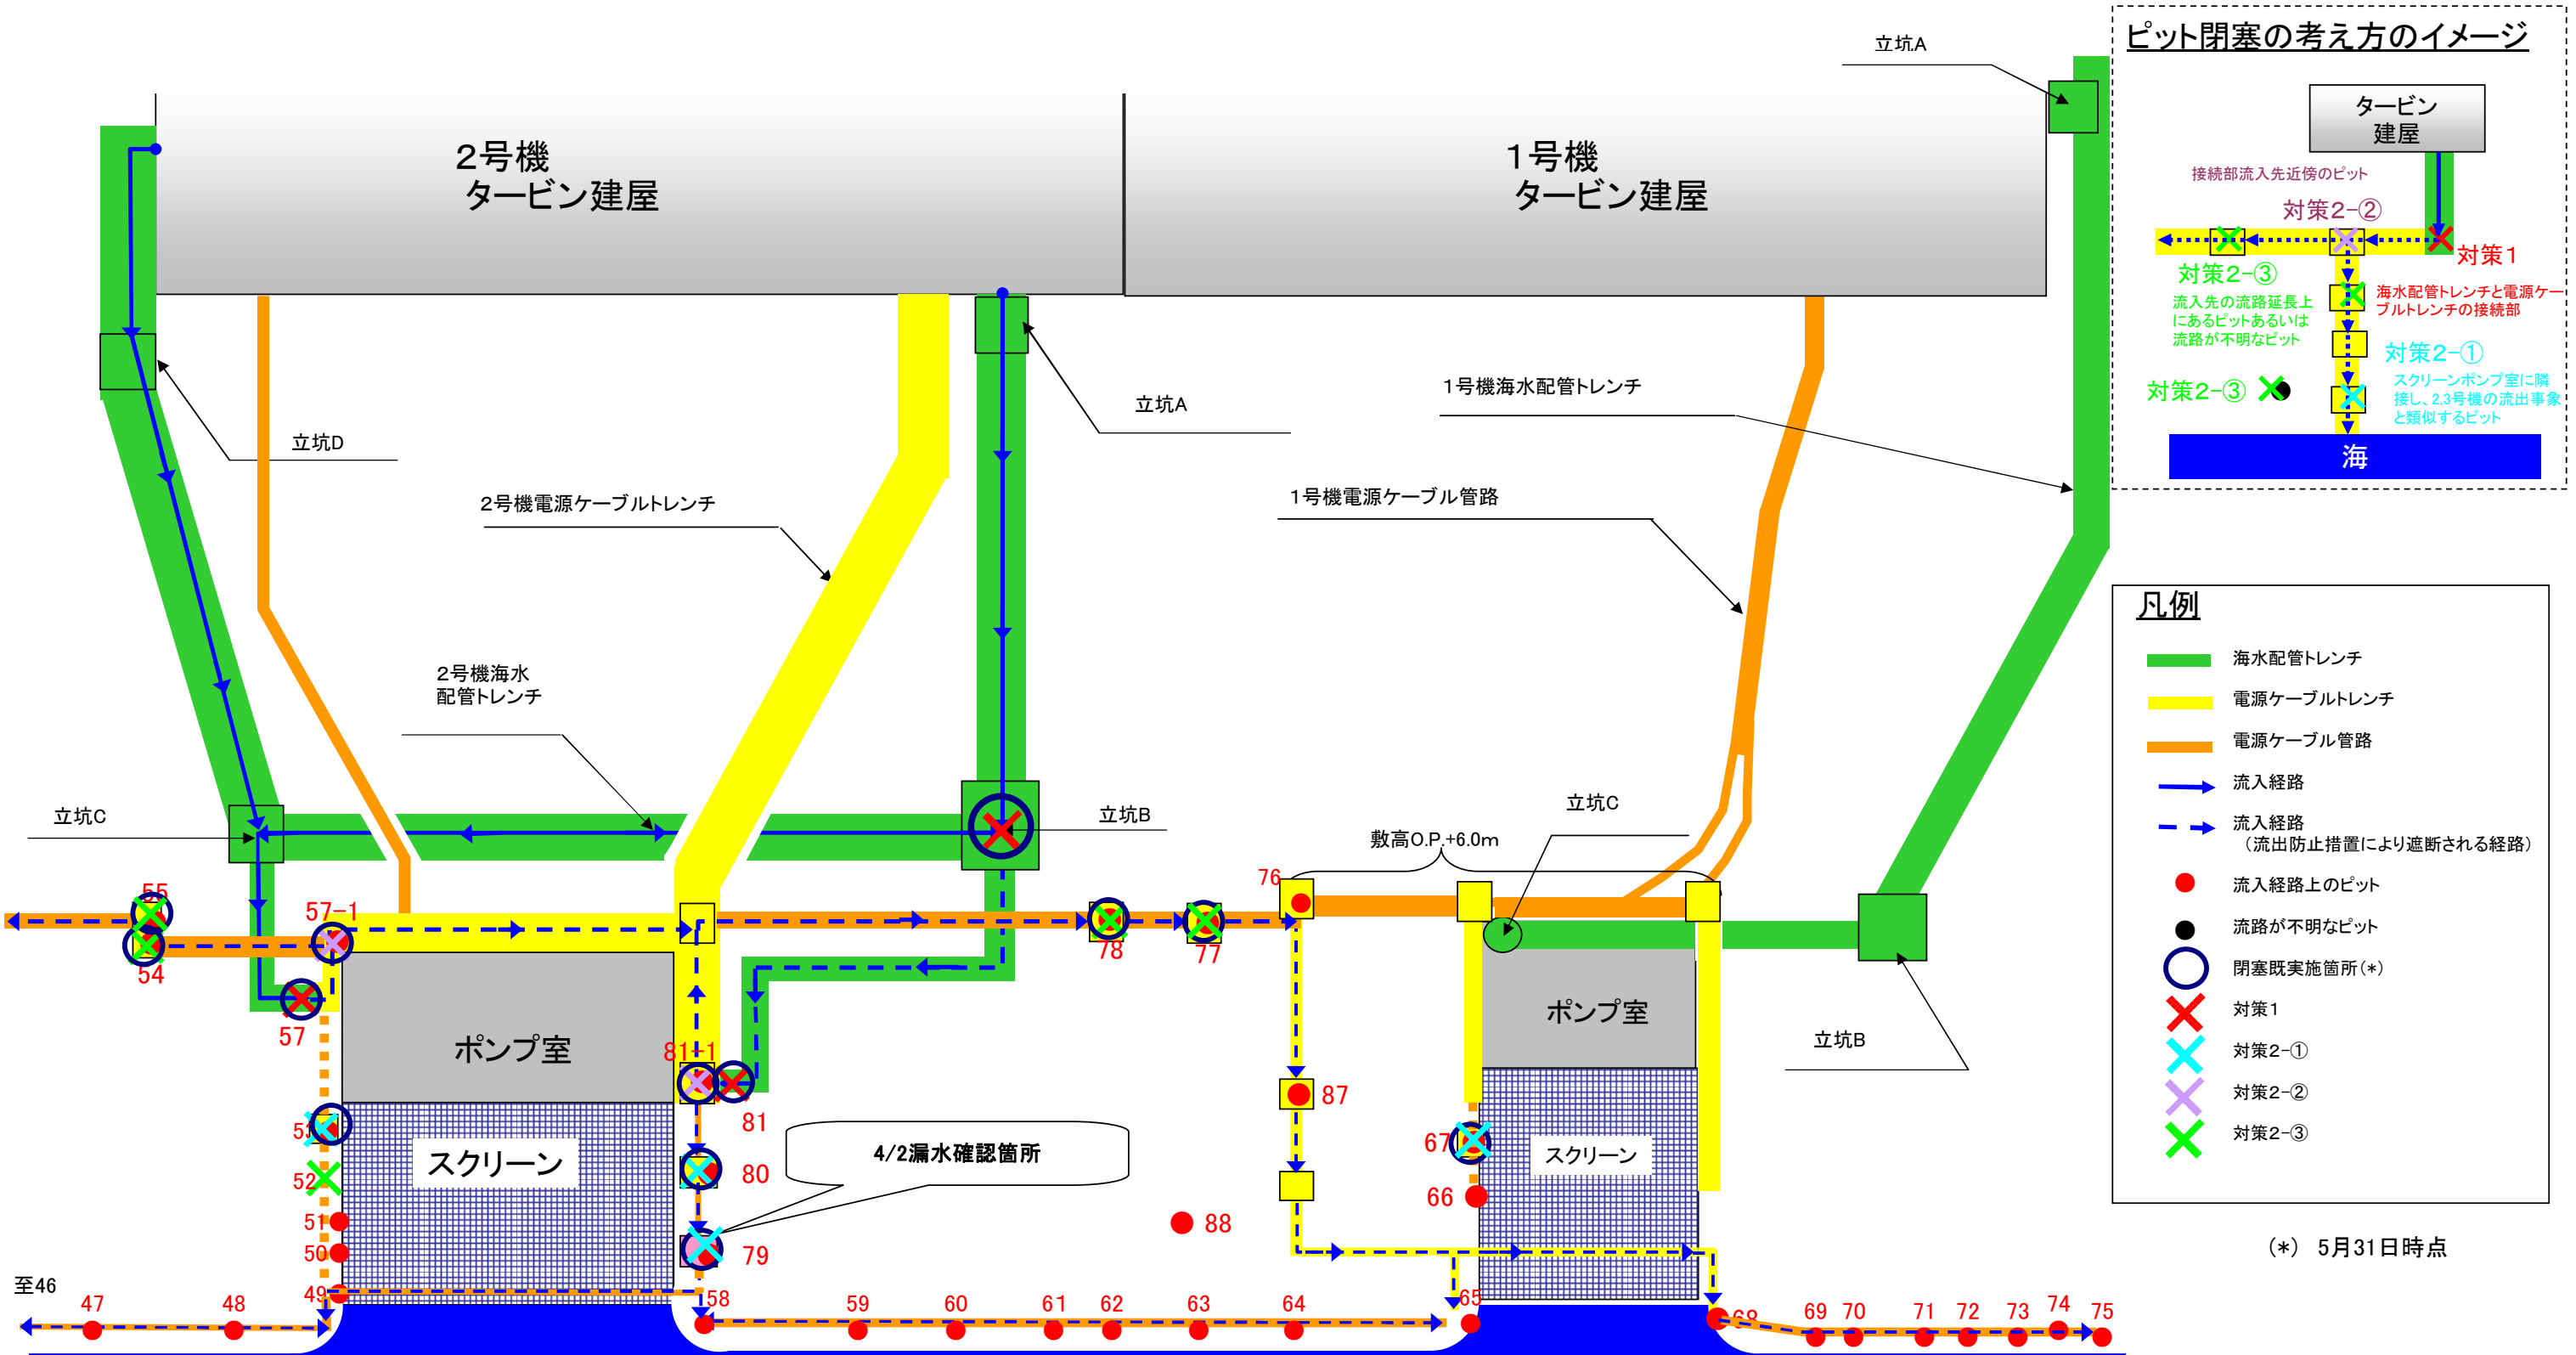 ピット閉塞の考え方のイメージ
タービン
建屋
接続部流入先近傍のピット
対策2-②
対策1
対策2-③
流入先の流路延長上
にあるピットあるいは
流路が不明なピット
海水配管トレンチと電源ケー
ブルトレンチの接続部
対策2-①
スクリーンポンプ室に隣
接し、2,3号機の流出事象
と類似するピット
対策2-③
海
立坑A
2号機
タービン建屋
1号機
タービン建屋
立坑D
立坑A
1号機海水配管トレンチ
2号機電源ケーブルトレンチ
1号機電源ケーブル管路
2号機海水
配管トレンチ
立坑C
立坑B
立坑C
敷高O.P.+6.0m
立坑B
55
54
57-1
57
78
77
76
ポンプ室
81-1
81
ポンプ室
53
52
51
50
49
スクリーン
80
79
4/2漏水確認箇所
87
88
67
66
スクリーン
至46
47
48
58
59
60
61
62
63
64
65
68
69
70
71
72
73
74
75
凡例
海水配管トレンチ
電源ケーブルトレンチ
電源ケーブル管路
流入経路
流入経路
(流出防止措置により遮断される経路)
流入経路上のピット
流路が不明なピット
閉塞既実施箇所(*)
対策1
対策2-①
対策2-②
対策2-③
(*) 5月31日時点